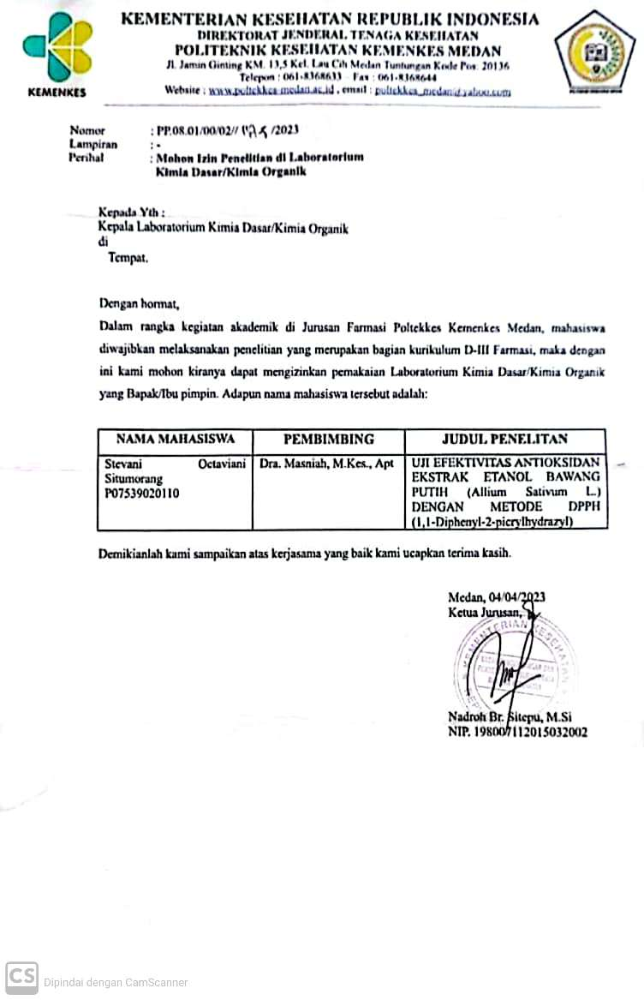 KEMENTERIAN KESEHATAN REPUBLIK INDONESIA
DIREKTORAT JENDERAL TENAGA KESEHATAN
POLITEKNIK KESEHATAN KEMENKES MEDAN
Jl. Jamin Ginting KM. 13,5 Kel. Lau Cih Medan Tuntungan Kode Pos 20136
Telepon : 061-8368633 Fax : 061-8368644
Website : www.poltekkes-medan.ac.id , email : poltekkes_medan@yahoo.com
KEMENKES
Nomor : PP.08.01/00/02// /2023
Lampiran : -
Perihal : Mohon Izin Penelitian di Laboratorium
Kimia Dasar/Kimia Organik
Kepada Yth :
Kepala Laboratorium Kimia Dasar/Kimia Organik
di
Tempat.
Dengan hormat,
Dalam rangka kegiatan akademik di Jurusan Farmasi Poltekkes Kemenkes Medan, mahasiswa
diwajibkan melaksanakan penelitian yang merupakan bagian kurikulum D-III Farmasi, maka dengan
ini kami mohon kiranya dapat mengizinkan pemakaian Laboratorium Kimia Dasar/Kimia Organik
yang Bapak/Ibu pimpin. Adapun nama mahasiswa tersebut adalah:
NAMA MAHASISWA PEMBIMBING JUDUL PENELITAN
Stevani Octaviani Dra. Masniah, M.Kes., Apt UJI EFEKTIVITAS ANTIOKSIDAN
Situmorang EKSTRAK ETANOL BAWANG
P07539020110 PUTIH (Allium Sativum L.)
DENGAN METODE DPPH
(1,1-Diphenyl-2-picrylhydrazyl)
Demikianlah kami sampaikan atas kerjasama yang baik kami ucapkan terima kasih.
Medan, 04/04/2023
Ketua Jurusan,
KEMENTERIAN KESEHATAN
Nadroh Br. Sitepu, M.Si
NIP. 198007112015032002
CS Dipindai dengan CamScanner